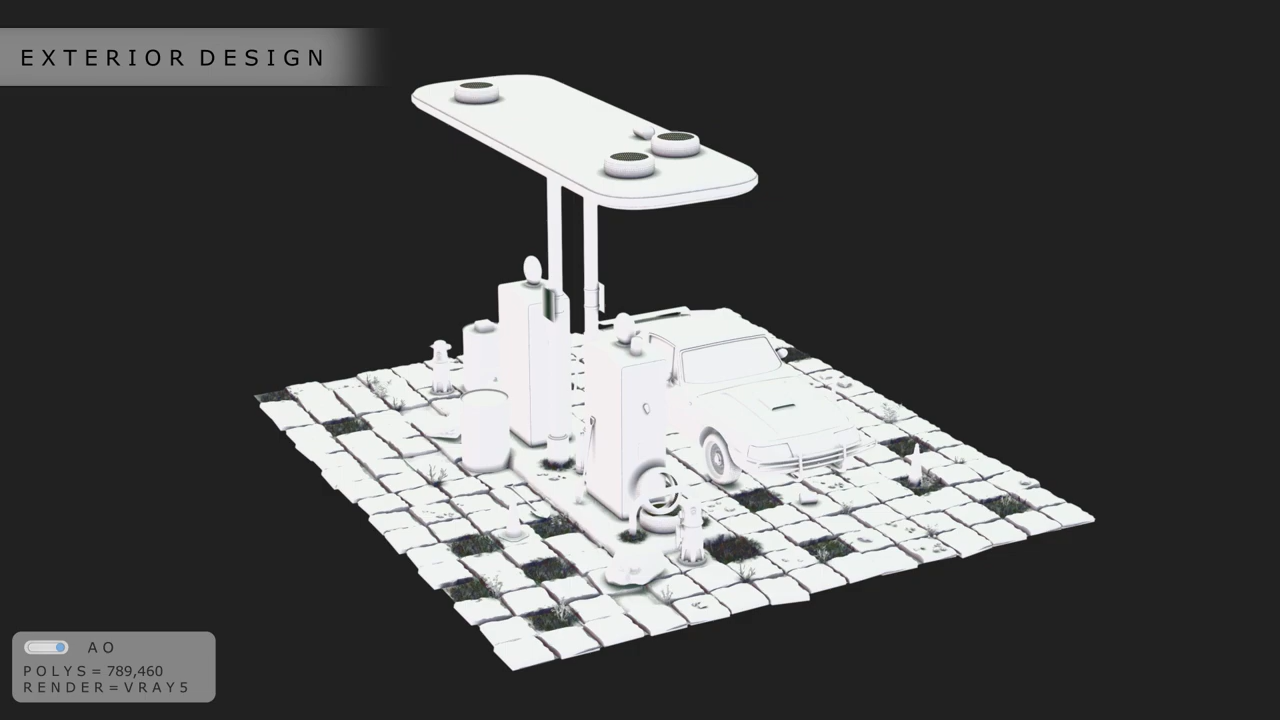 EXTERIOR DESIGN
AO
POLYS = 789,460
RENDER = VRAY5